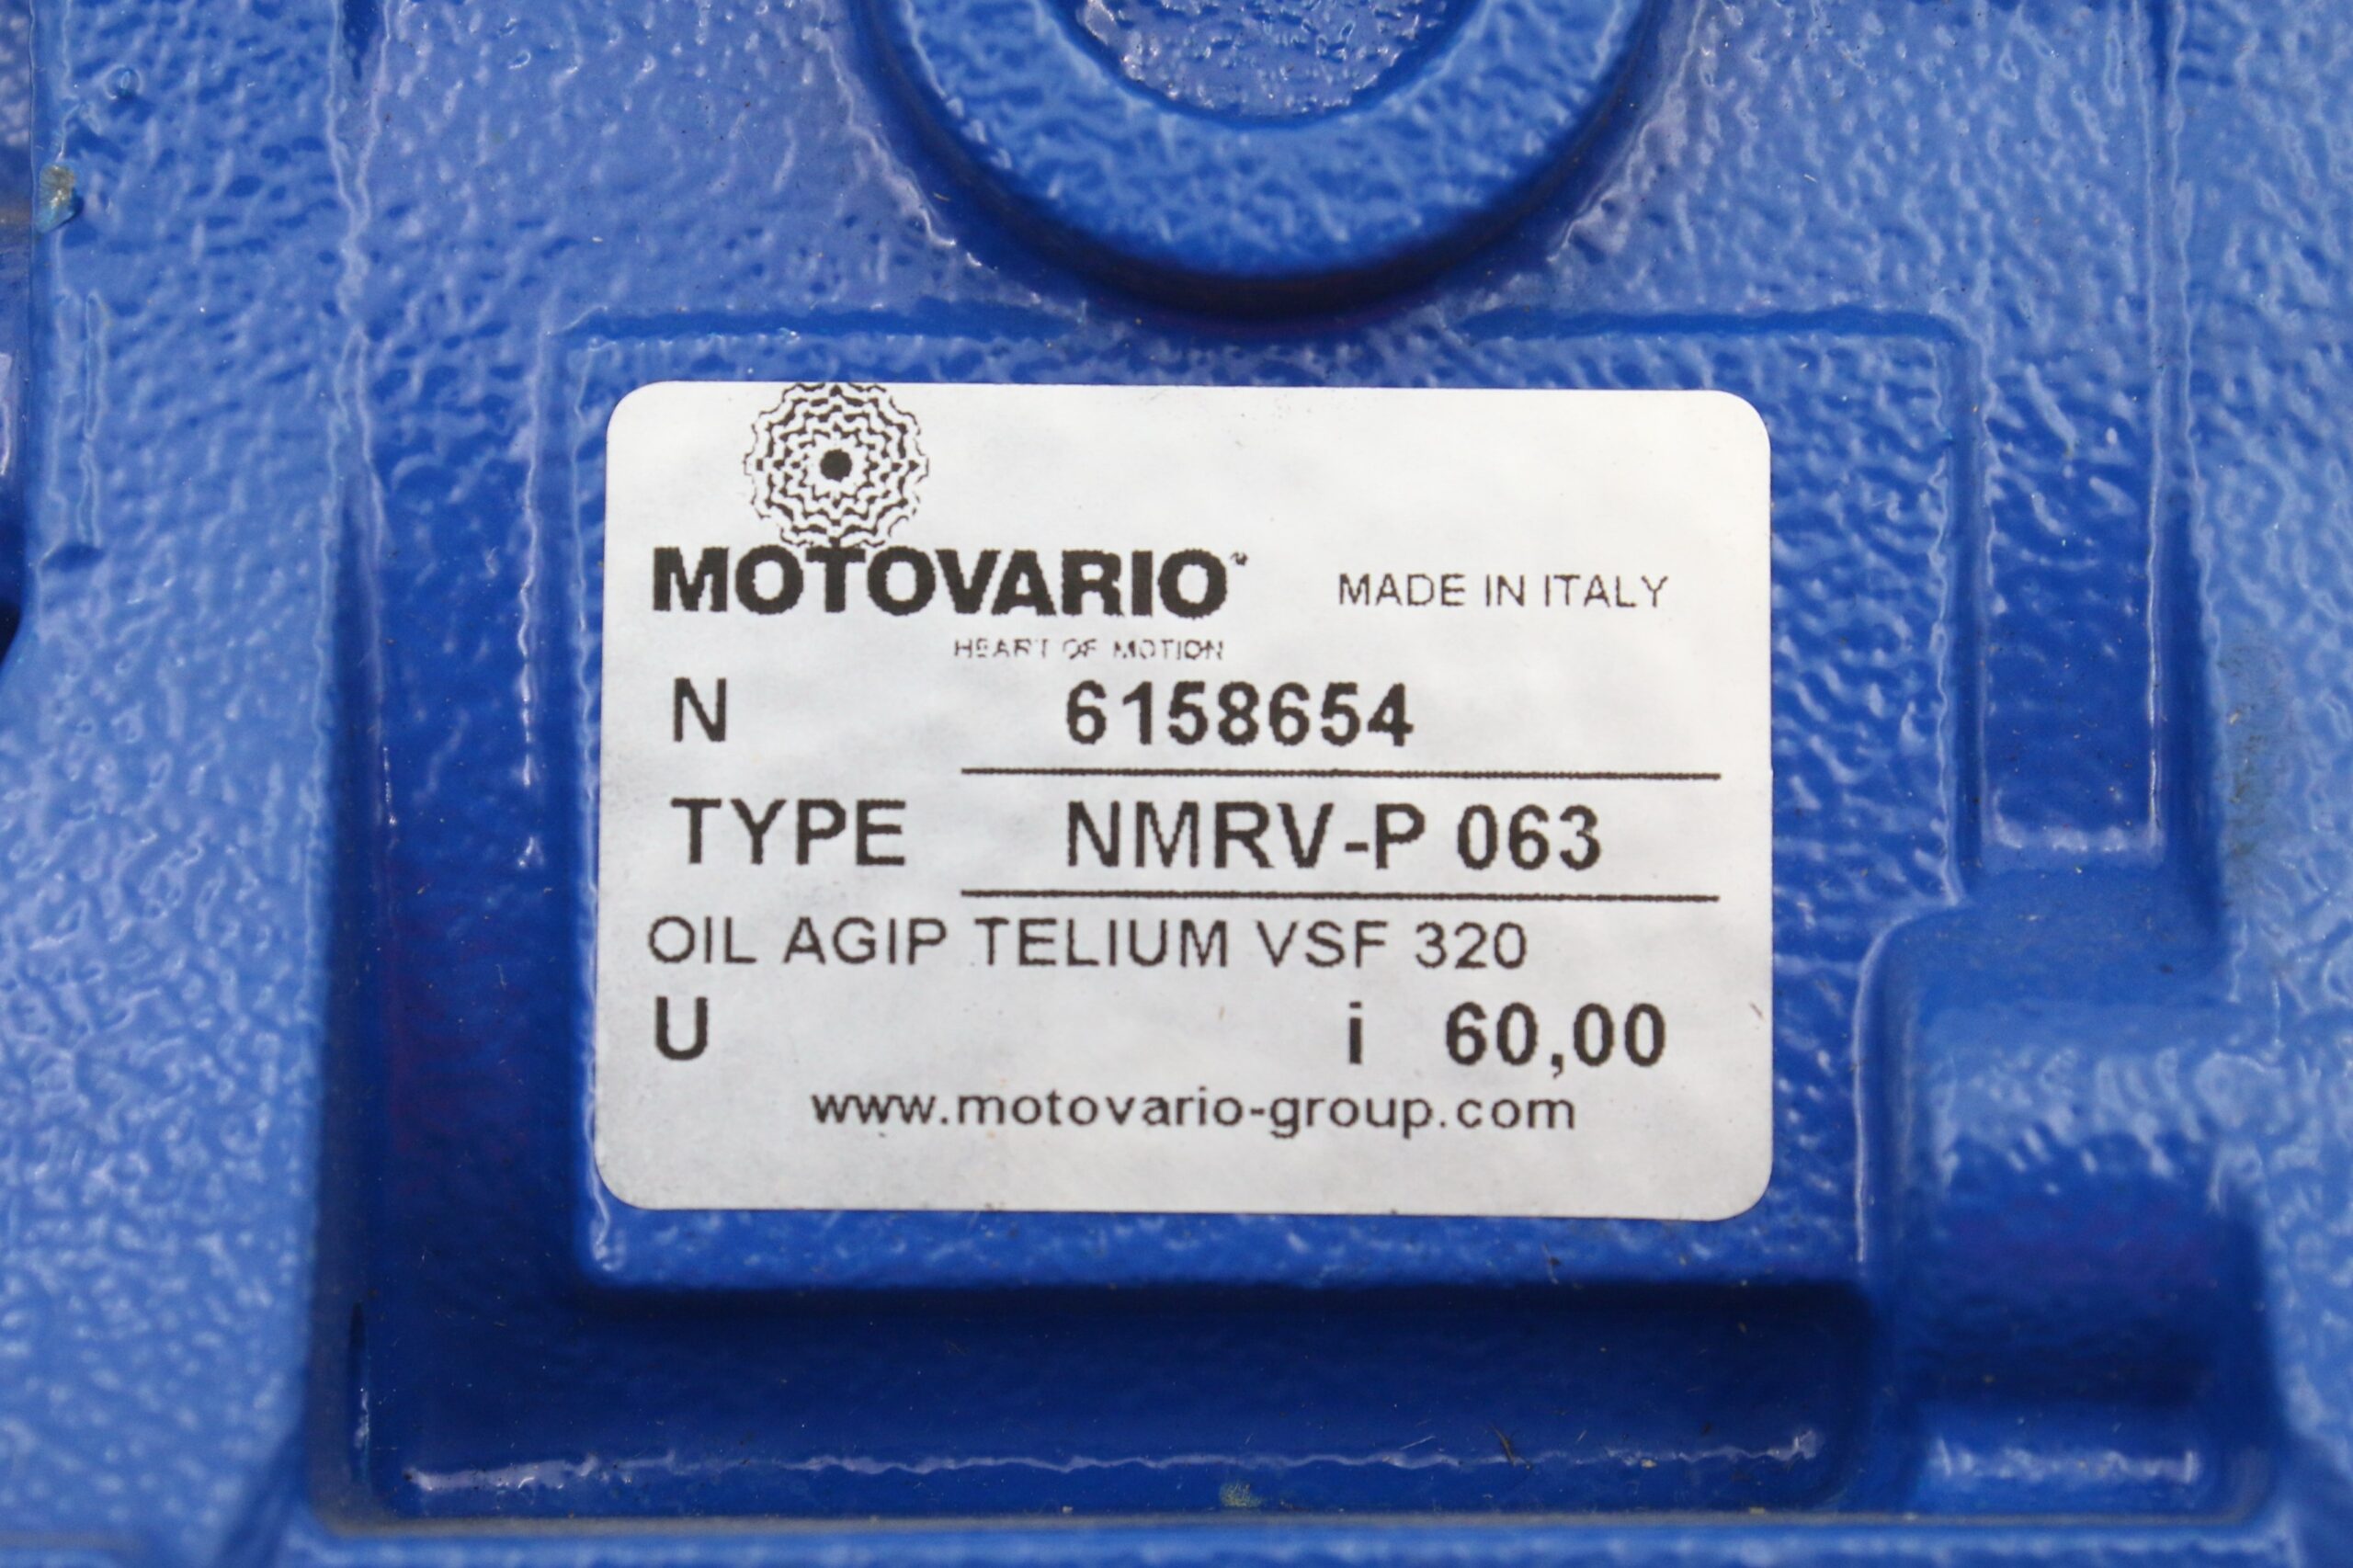 MOTOVARIO™ MADE IN ITALY
HEART OF MOTION
N 6158654
TYPE NMRV-P 063
OIL AGIP TELIUM VSF 320
U i 60,00
www.motovario-group.com